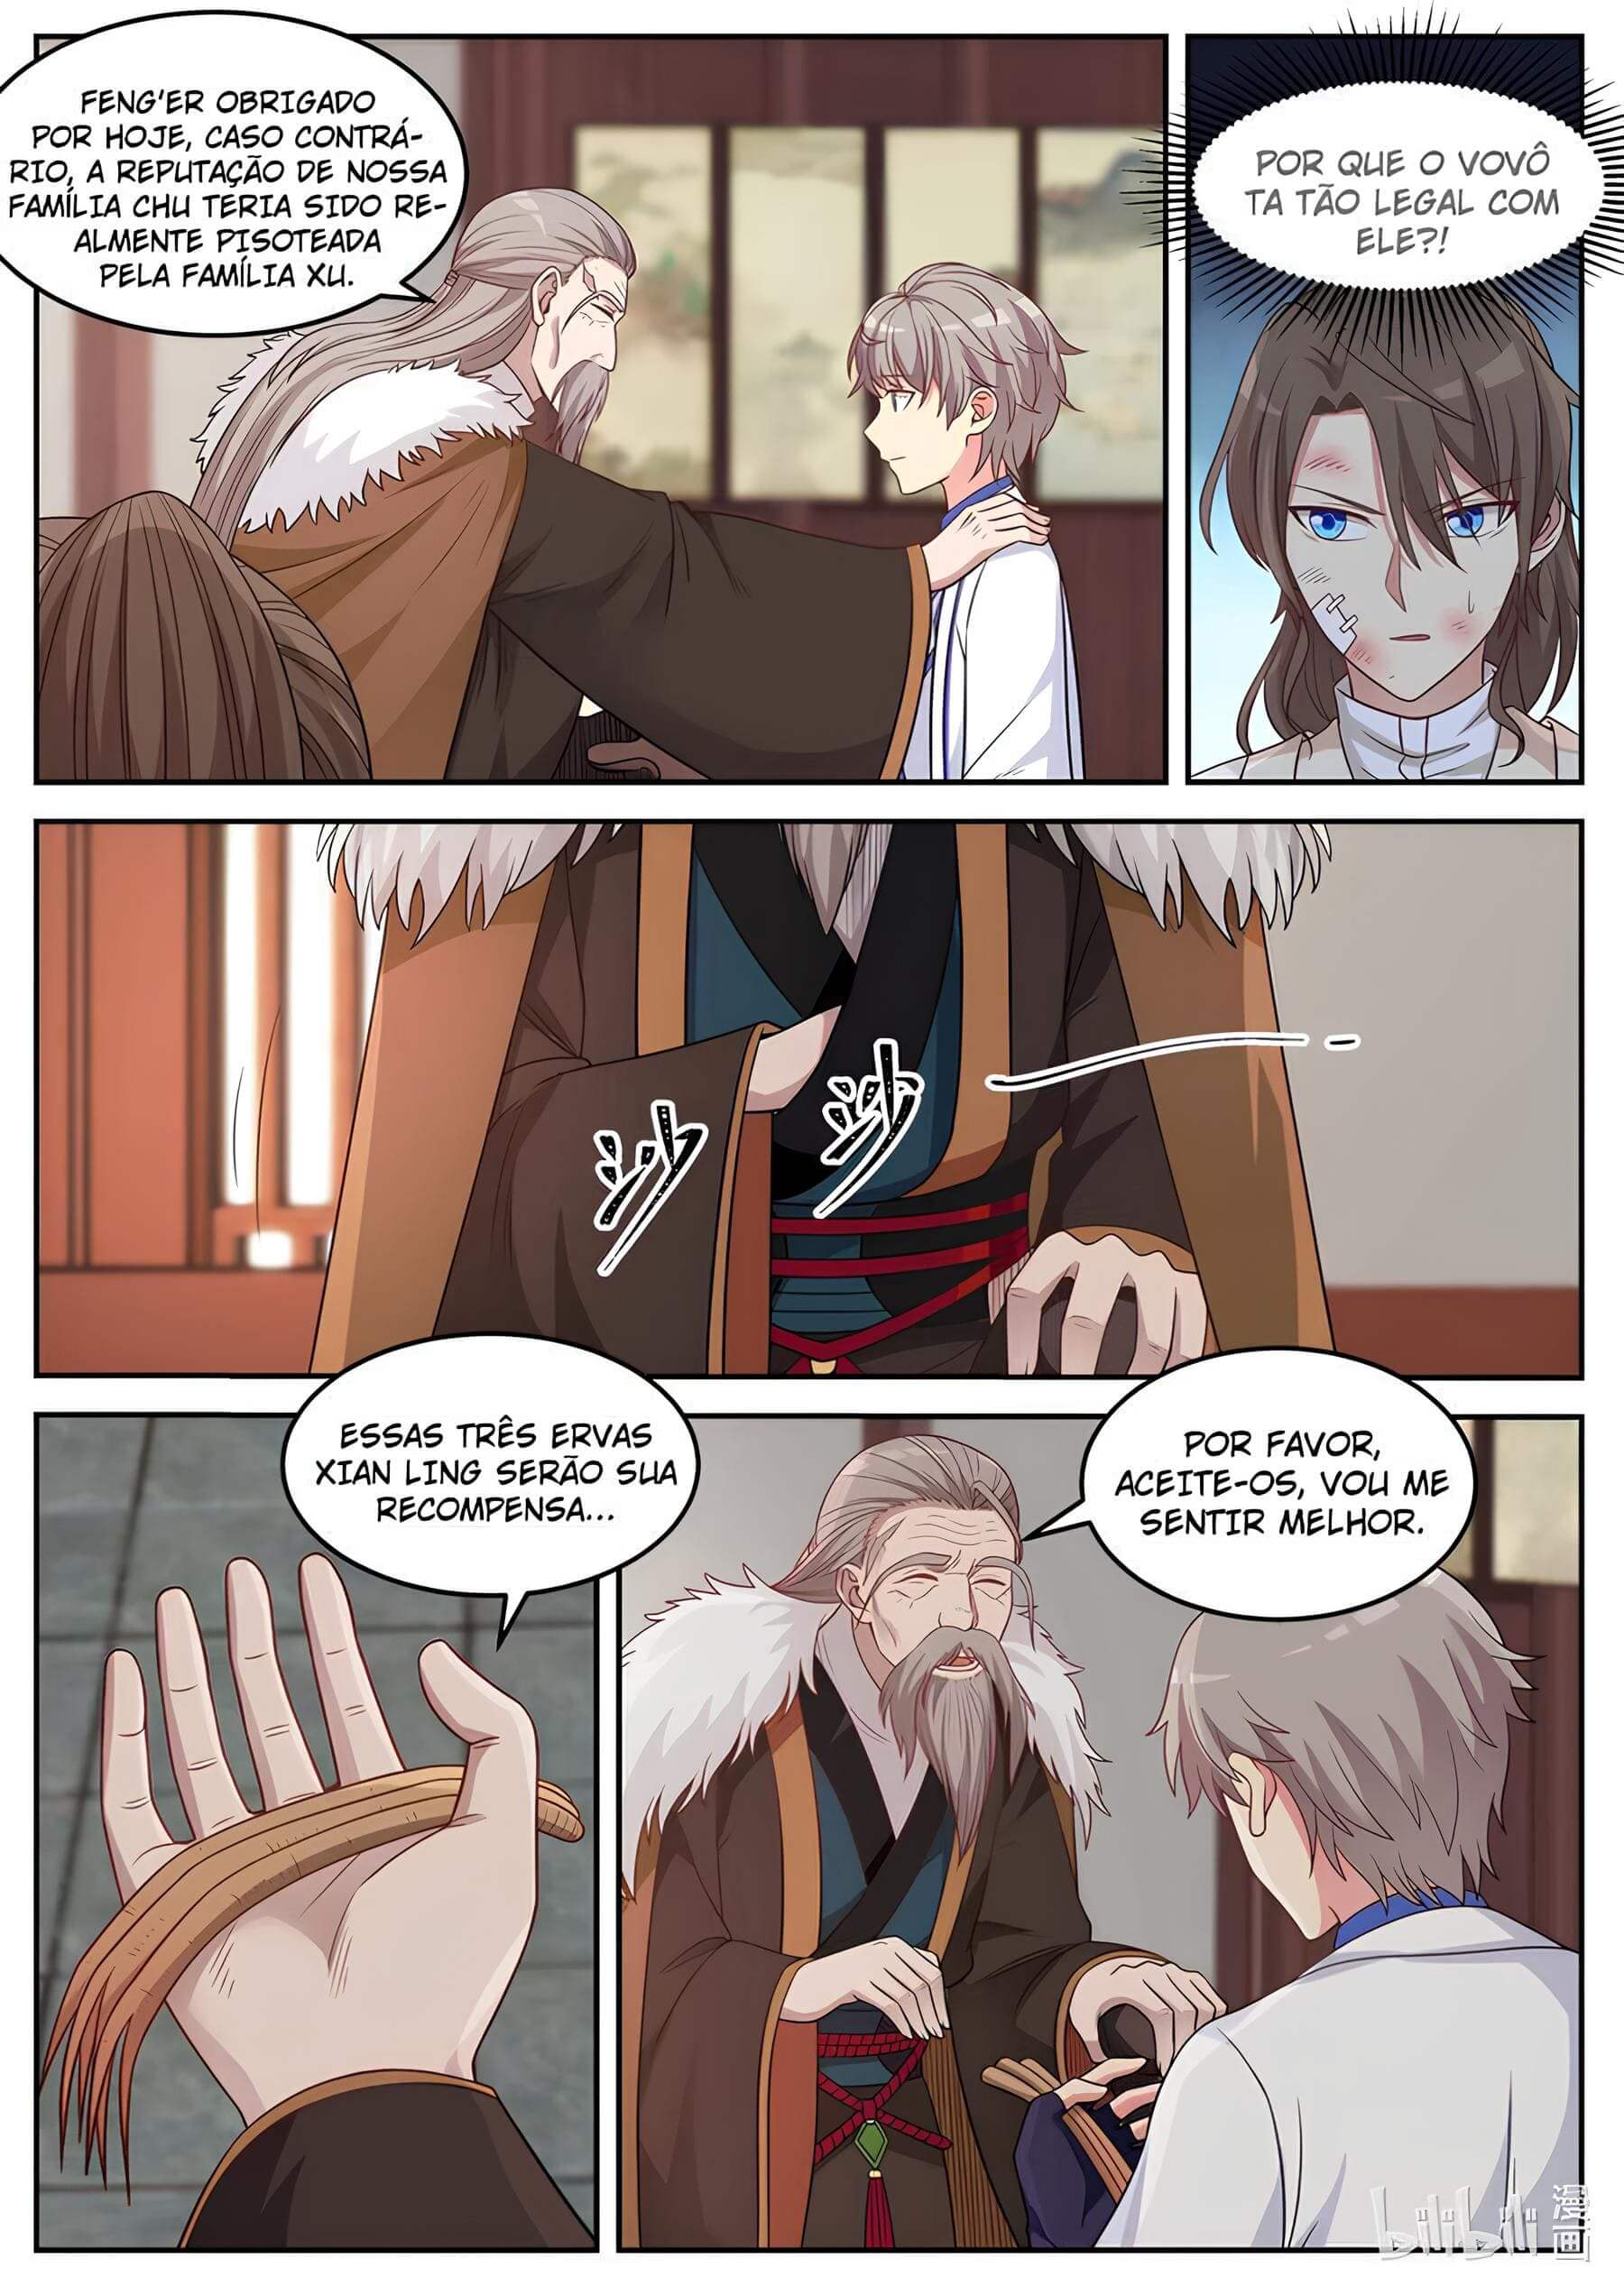 FENG'ER OBRIGADO
POR HOJE, CASO CONTRÁ-
RIO, A REPUTAÇÃO DE NOSSA
FAMÍLIA CHU TERIA SIDO RE-
ALMENTE PISOTEADA
PELA FAMÍLIA XU.
POR QUE O VOVÔ
TA TÃO LEGAL COM
ELE?!
沙
沙
ESSAS TRÊS ERVAS
XIAN LING SERÃO SUA
RECOMPENSA...
POR FAVOR,
ACEITE-OS, VOU ME
SENTIR MELHOR.
bilibili 漫画